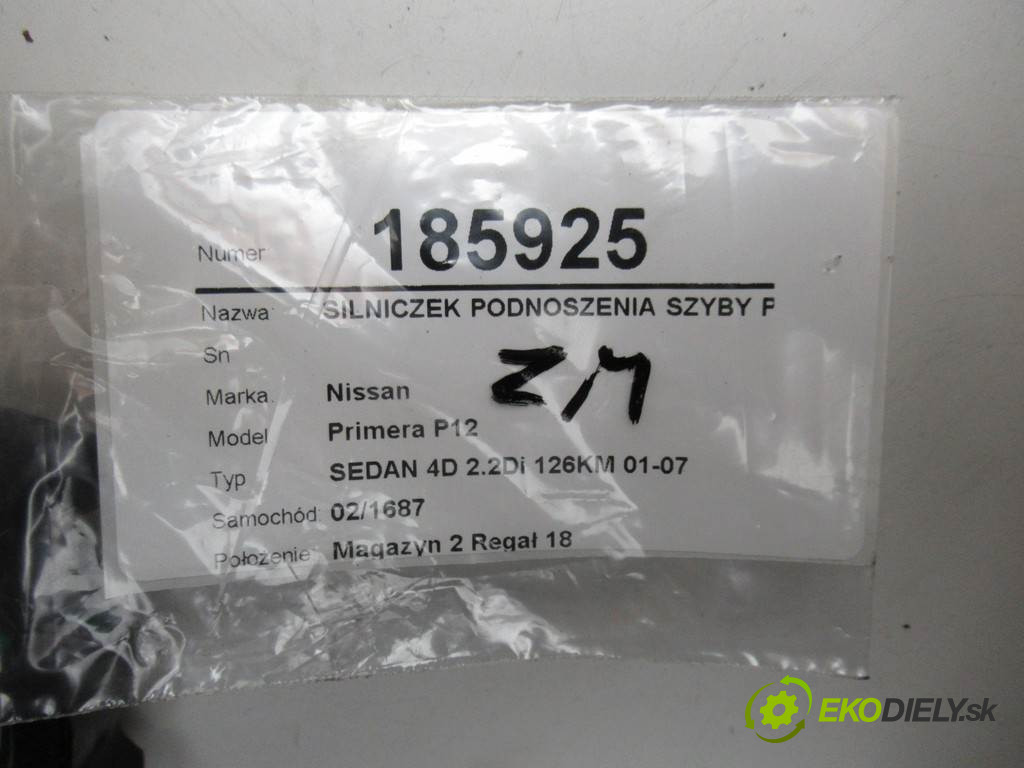 Numer: 185925
Nazwa: SILNICZEK PODNOSZENIA SZYBY P
Sn
Marka: Nissan
Model Primera P12
Typ SEDAN 4D 2.2Di 126KM 01-07
Samochód: 02/1687
Położenie: Magazyn 2 Regał 18
EKODIELY.sk